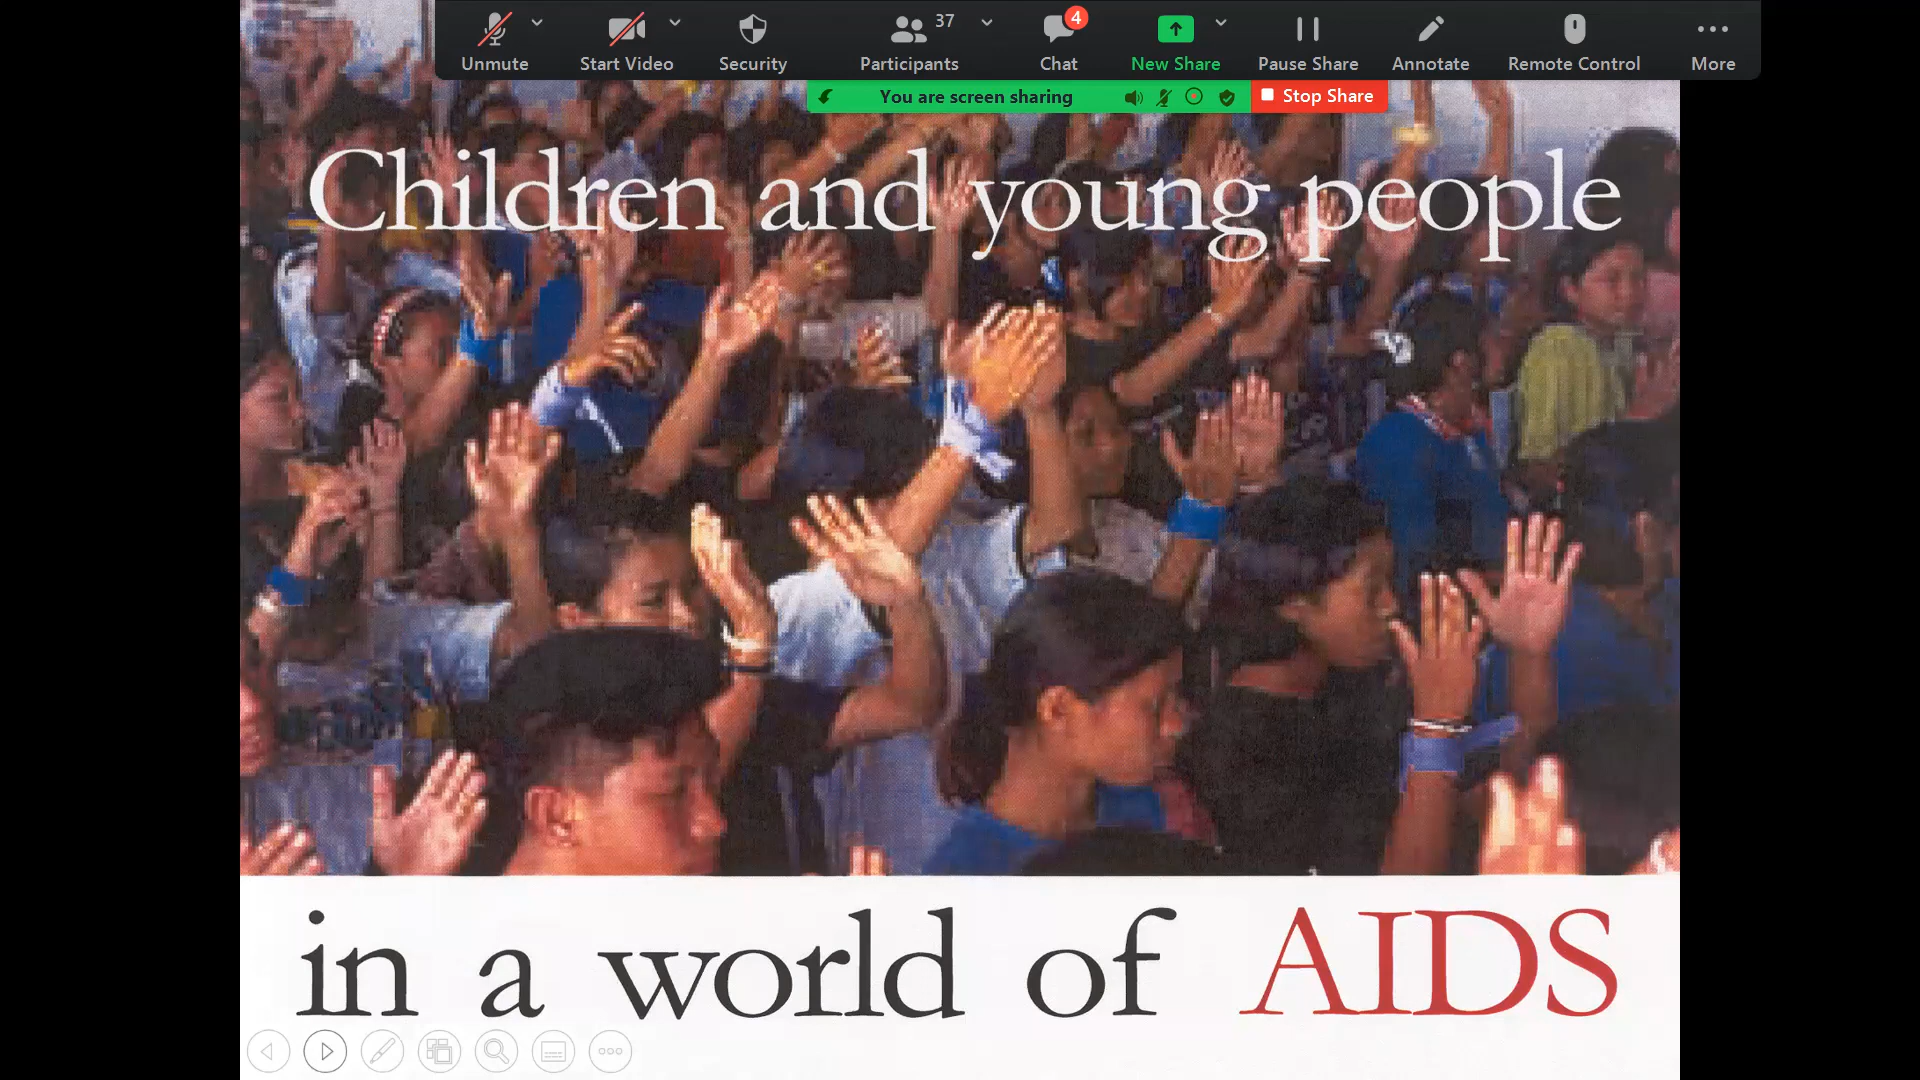 37
4
Unmute
Start Video
Security
Participants
Chat
New Share
Pause Share
Annotate
Remote Control
More
You are screen sharing
Stop Share
Children and young people
in a world of AIDS